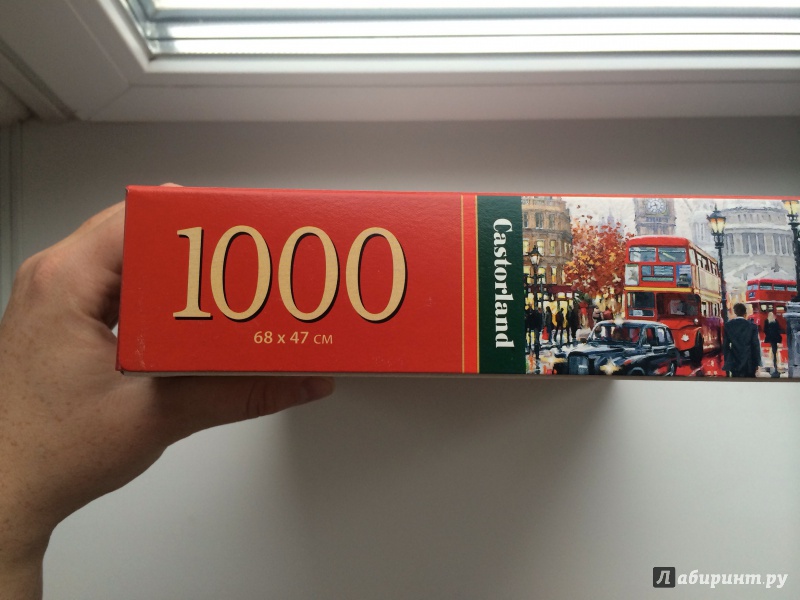 1000
68 x 47 см
Castorland
Лабиринт.ру